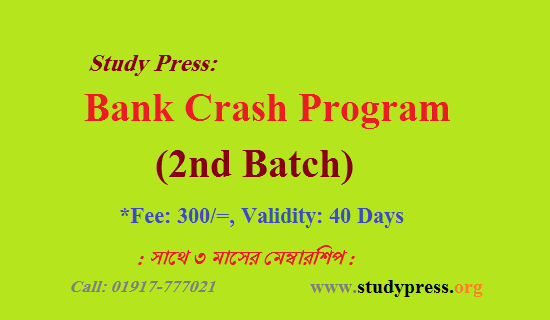 Study Press:
Bank Crash Program
(2nd Batch)
*Fee: 300/=, Validity: 40 Days
: সাথে ৩ মাসের মেম্বারশিপ :
Call: 01917-777021 www.studypress.org